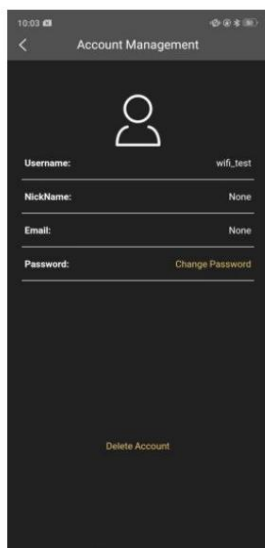 10:03
Account Management
Username: wifi_test
NickName: None
Email: None
Password: Change Password
Delete Account